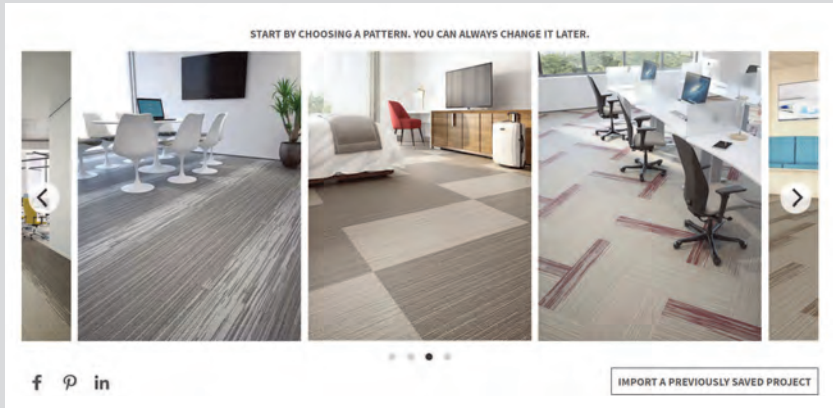 START BY CHOOSING A PATTERN. YOU CAN ALWAYS CHANGE IT LATER.
IMPORT A PREVIOUSLY SAVED PROJECT